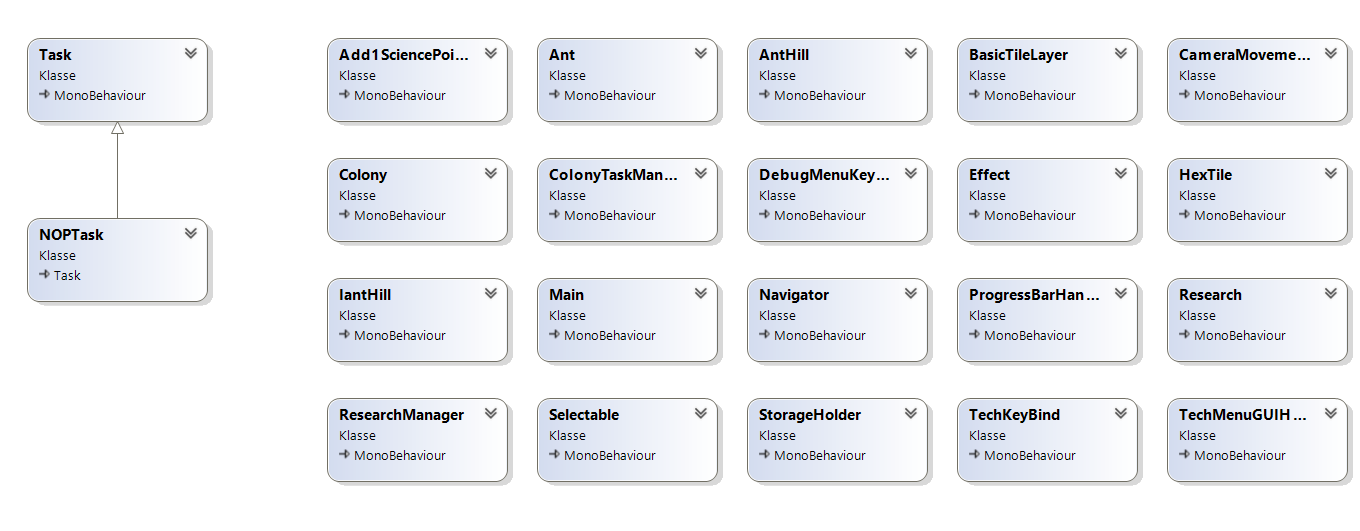 Task
Klasse
MonoBehaviour
NOPTask
Klasse
Task
Add1SciencePoi...
Klasse
MonoBehaviour
Ant
Klasse
MonoBehaviour
AntHill
Klasse
MonoBehaviour
BasicTileLayer
Klasse
MonoBehaviour
CameraMoveme...
Klasse
MonoBehaviour
Colony
Klasse
MonoBehaviour
ColonyTaskMan...
Klasse
MonoBehaviour
DebugMenuKey...
Klasse
MonoBehaviour
Effect
Klasse
MonoBehaviour
HexTile
Klasse
MonoBehaviour
IantHill
Klasse
MonoBehaviour
Main
Klasse
MonoBehaviour
Navigator
Klasse
MonoBehaviour
ProgressBarHan...
Klasse
MonoBehaviour
Research
Klasse
MonoBehaviour
ResearchManager
Klasse
MonoBehaviour
Selectable
Klasse
MonoBehaviour
StorageHolder
Klasse
MonoBehaviour
TechKeyBind
Klasse
MonoBehaviour
TechMenuGUIH...
Klasse
MonoBehaviour